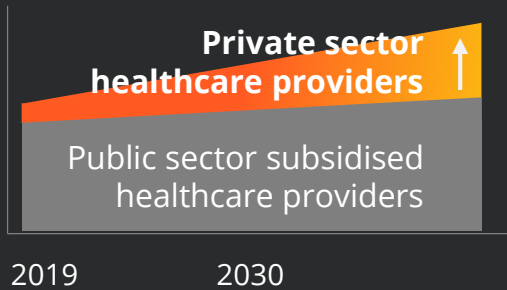 Private sector
healthcare providers
Public sector subsidised
healthcare providers
2019 2030